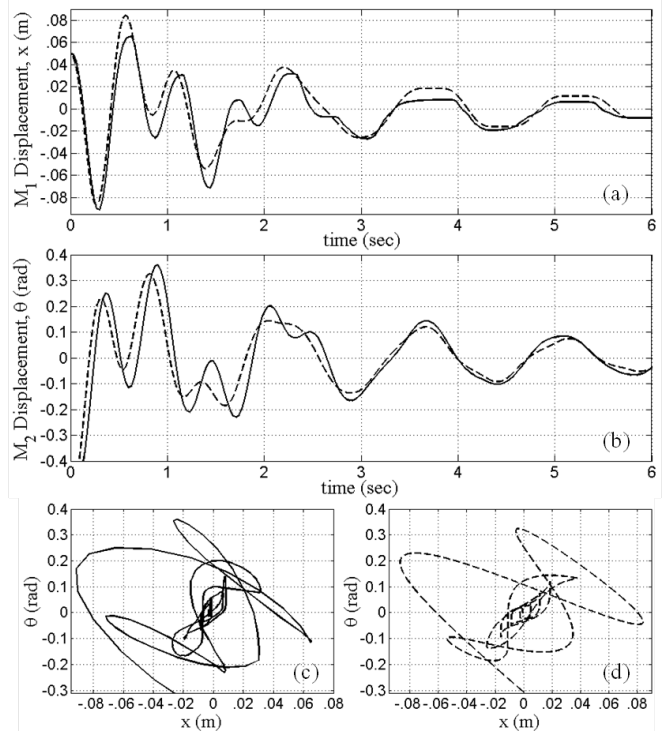 .08
.06
.04
.02
0
-.02
-.04
-.06
-.08
M1 Displacement, x (m)
(a)
0 1 2 3 4 5 6
time (sec)
0.4
0.3
0.2
0.1
0
-0.1
-0.2
-0.3
-0.4
M2 Displacement, θ (rad)
(b)
0 1 2 3 4 5 6
time (sec)
0.4
0.3
0.2
0.1
0
-0.1
-0.2
-0.3
θ (rad)
(c)
-.08 -.06 -.04 -.02 0 .02 .04 .06 .08
x (m)
0.4
0.3
0.2
0.1
0
-0.1
-0.2
-0.3
θ (rad)
(d)
-.08 -.06 -.04 -.02 0 .02 .04 .06 .08
x (m)